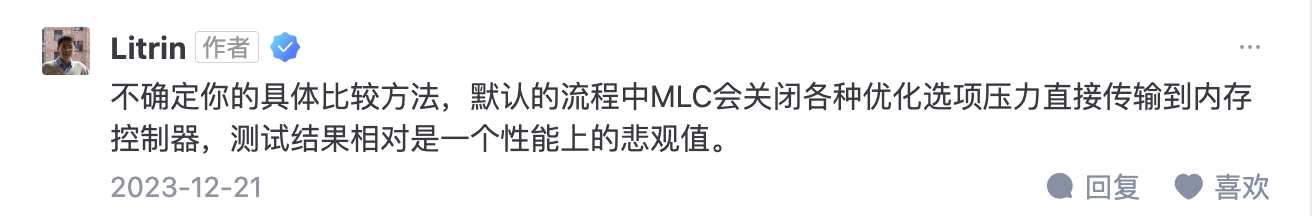 Litrin 作者
不确定你的具体比较方法，默认的流程中MLC会关闭各种优化选项压力直接传输到内存
控制器，测试结果相对是一个性能上的悲观值。
2023-12-21 回复 喜欢